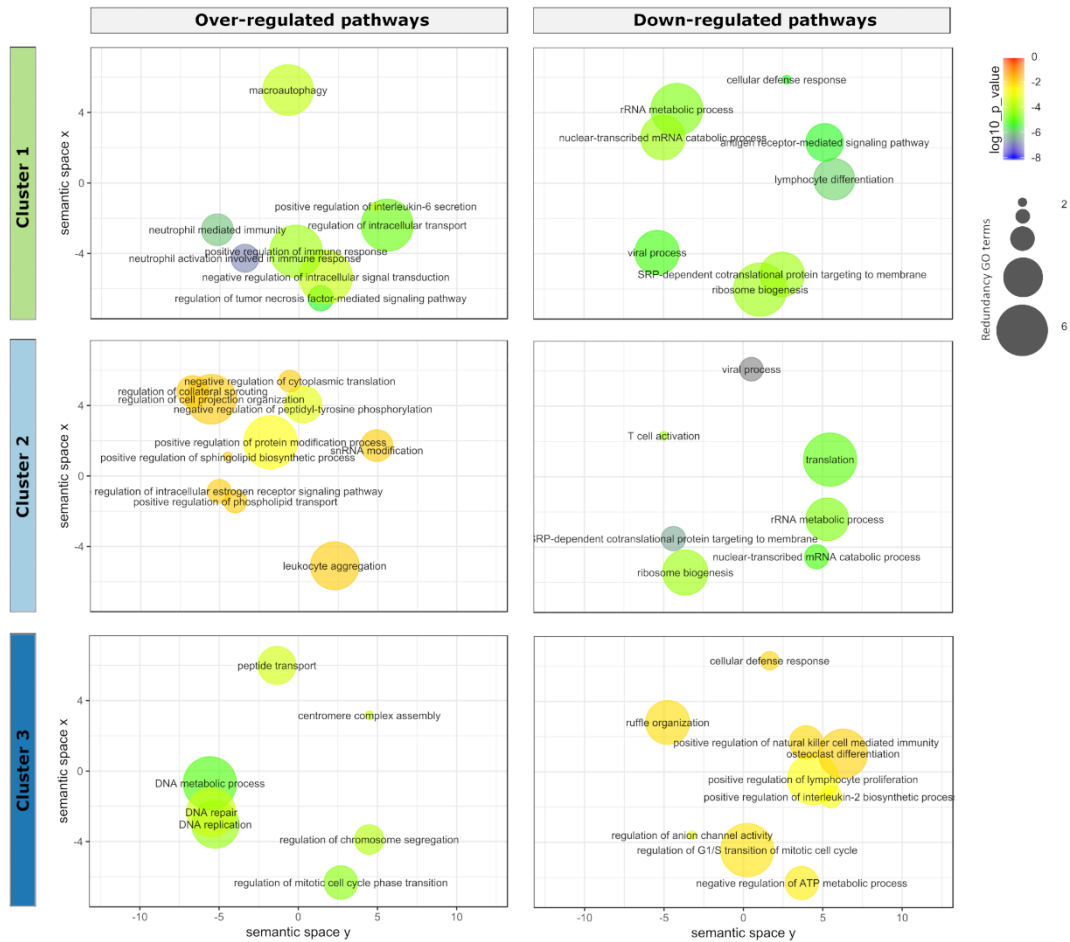 Over-regulated pathways
Down-regulated pathways
Cluster 1
semantic space x
4
0
-4
macroautophagy
positive regulation of interleukin-6 secretion
regulation of intracellular transport
neutrophil mediated immunity
positive regulation of immune response
neutrophil activation involved in immune response
negative regulation of intracellular signal transduction
regulation of tumor necrosis factor-mediated signaling pathway
cellular defense response
rRNA metabolic process
nuclear-transcribed mRNA catabolic process
antigen receptor-mediated signaling pathway
lymphocyte differentiation
viral process
SRP-dependent cotranslational protein targeting to membrane
ribosome biogenesis
log10_p_value
0
-2
-4
-6
-8
Redundancy GO terms
2
6
Cluster 2
semantic space x
4
0
-4
negative regulation of cytoplasmic translation
regulation of collateral sprouting
regulation of cell projection organization
negative regulation of peptidyl-tyrosine phosphorylation
positive regulation of protein modification process
snRNA modification
positive regulation of sphingolipid biosynthetic process
regulation of intracellular estrogen receptor signaling pathway
positive regulation of phospholipid transport
leukocyte aggregation
viral process
T cell activation
translation
rRNA metabolic process
SRP-dependent cotranslational protein targeting to membrane
nuclear-transcribed mRNA catabolic process
ribosome biogenesis
Cluster 3
semantic space x
4
0
-4
peptide transport
centromere complex assembly
DNA metabolic process
DNA repair
DNA replication
regulation of chromosome segregation
regulation of mitotic cell cycle phase transition
cellular defense response
ruffle organization
positive regulation of natural killer cell mediated immunity
osteoclast differentiation
positive regulation of lymphocyte proliferation
positive regulation of interleukin-2 biosynthetic process
regulation of anion channel activity
regulation of G1/S transition of mitotic cell cycle
negative regulation of ATP metabolic process
-5 0 5 10
-5 0 5 10
semantic space y
semantic space y